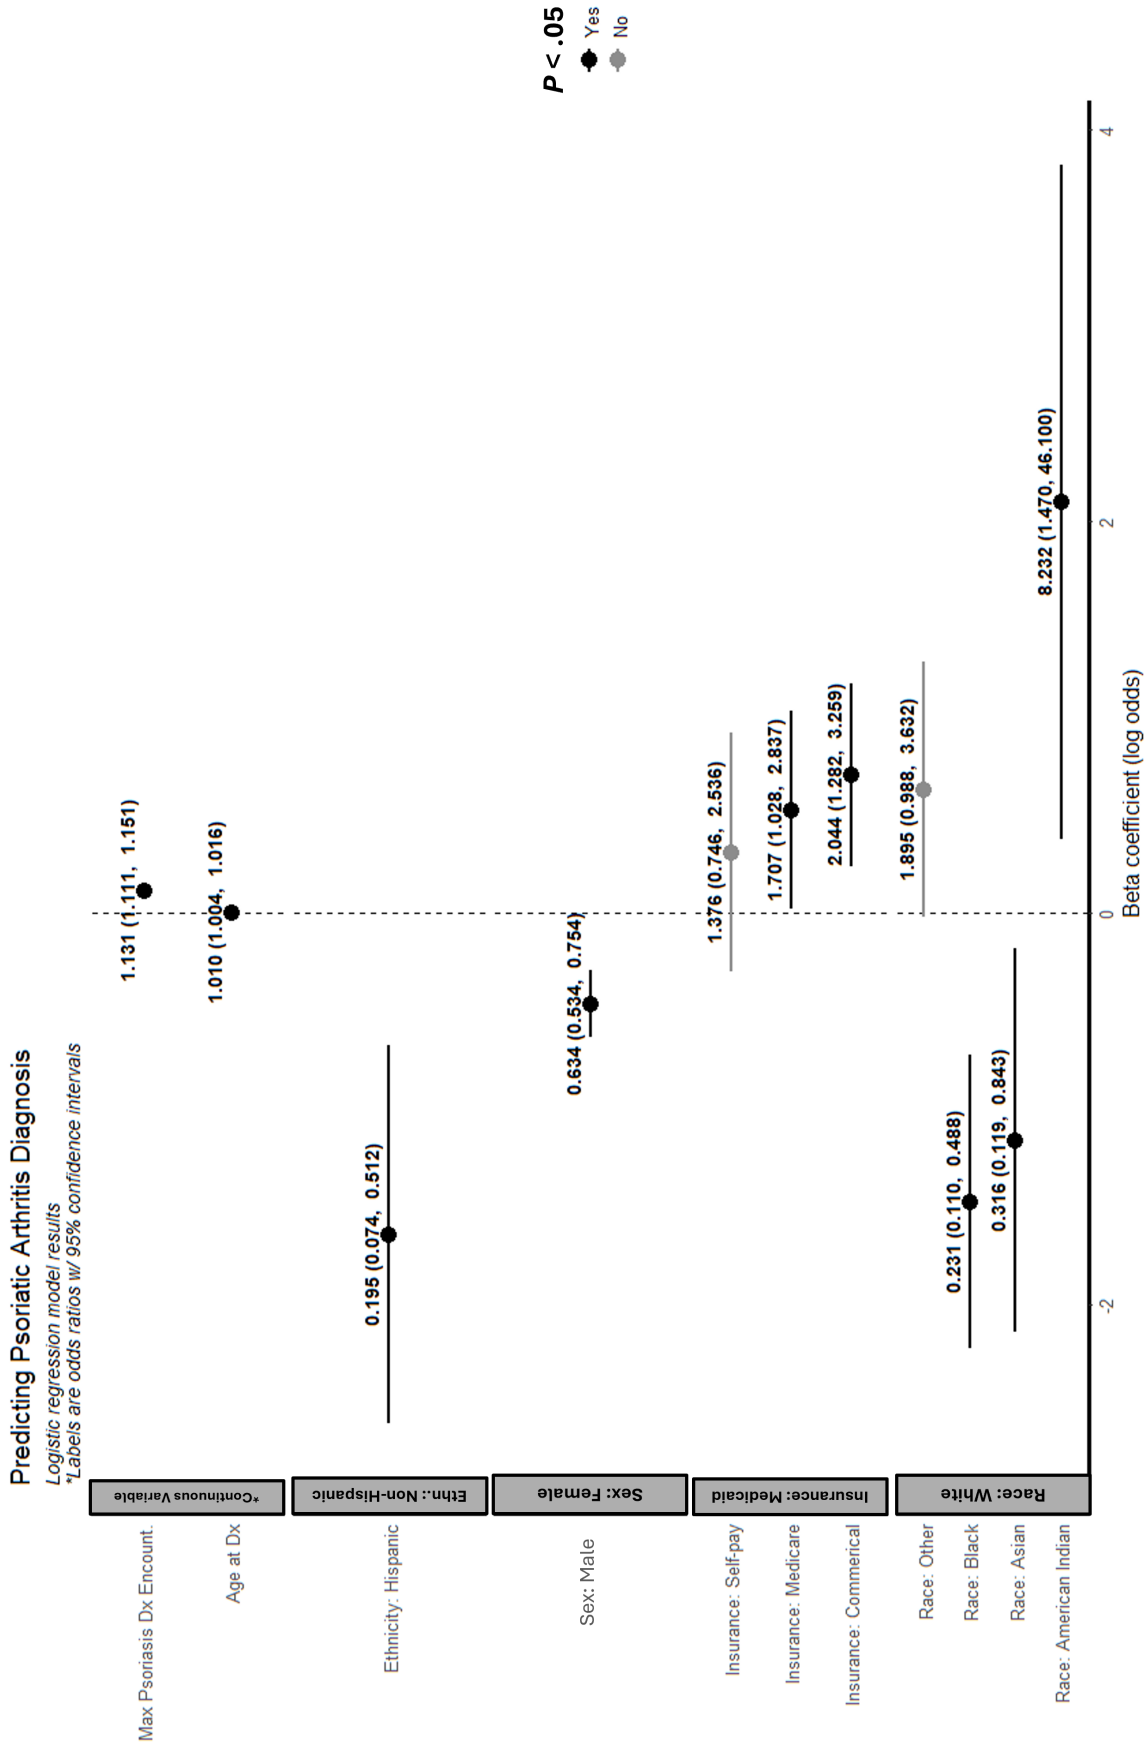 Predicting Psoriatic Arthritis Diagnosis
Logistic regression model results
*Labels are odds ratios w/ 95% confidence intervals
Max Psoriasis Dx Encount.
1.131 (1.111, 1.151)
Age at Dx
1.010 (1.004, 1.016)
*Continuous Variable
Ethnicity: Hispanic
0.195 (0.074, 0.512)
Ethn.: Non-Hispanic
Sex: Male
0.634 (0.534, 0.754)
Sex: Female
Insurance: Self-pay
1.376 (0.746, 2.536)
Insurance: Medicare
1.707 (1.028, 2.837)
Insurance: Commerical
2.044 (1.282, 3.259)
Insurance: Medicaid
Race: Other
1.895 (0.988, 3.632)
Race: Black
0.231 (0.110, 0.488)
Race: Asian
0.316 (0.119, 0.843)
Race: American Indian
8.232 (1.470, 46.100)
Race: White
-2 0 2 4
Beta coefficient (log odds)
P < .05
Yes
No